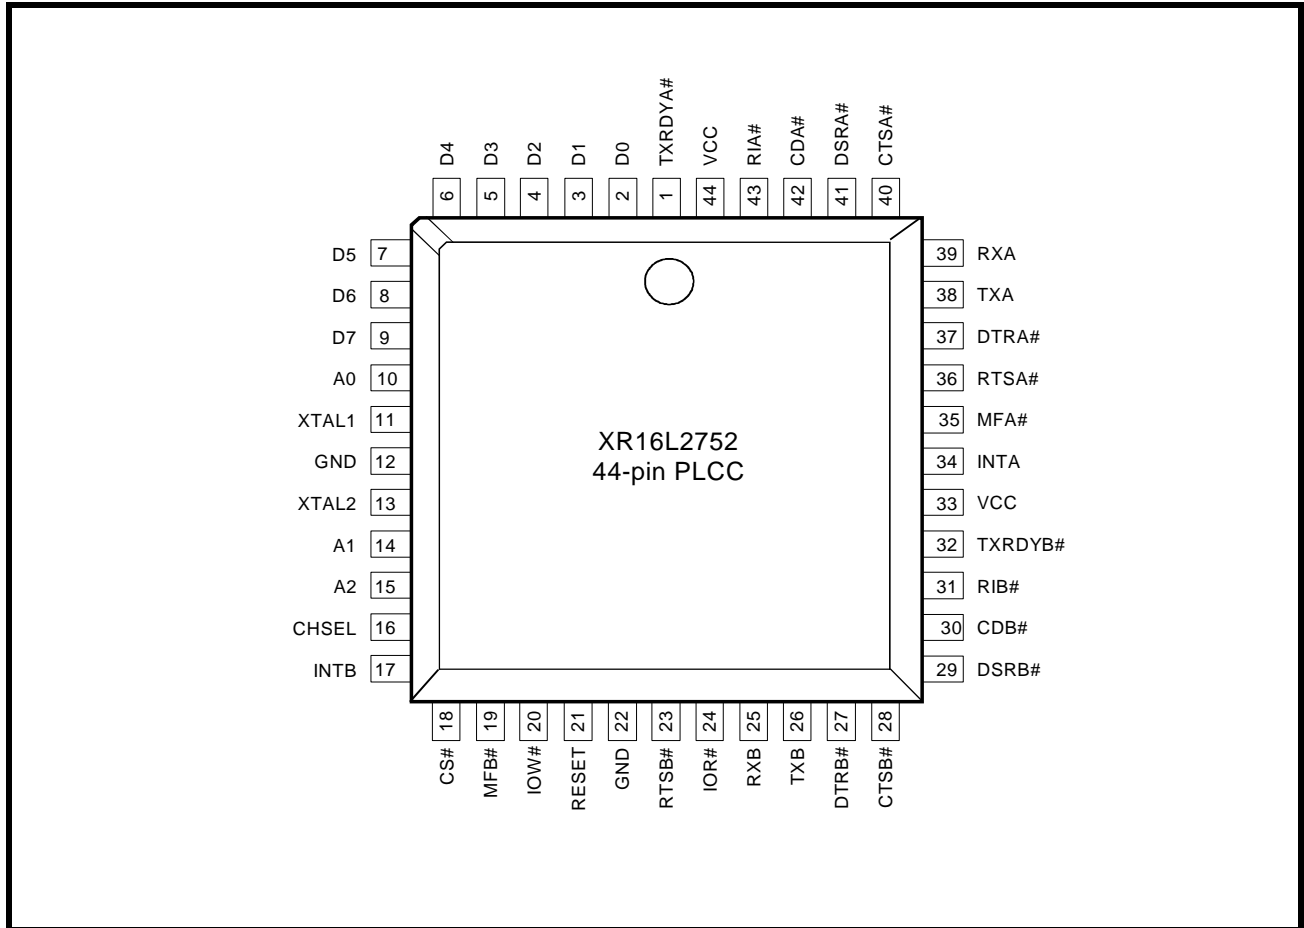 D4 D3 D2 D1 D0 TXRDYA# VCC RIA# CDA# DSRA# CTSA#
6 5 4 3 2 1 44 43 42 41 40
D5 7 39 RXA
D6 8 38 TXA
D7 9 37 DTRA#
A0 10 36 RTSA#
XTAL1 11 35 MFA#
XR16L2752
44-pin PLCC
GND 12 34 INTA
XTAL2 13 33 VCC
A1 14 32 TXRDYB#
A2 15 31 RIB#
CHSEL 16 30 CDB#
INTB 17 29 DSRB#
18 19 20 21 22 23 24 25 26 27 28
CS# MFB# IOW# RESET GND RTSB# IOR# RXB TXB DTRB# CTSB#